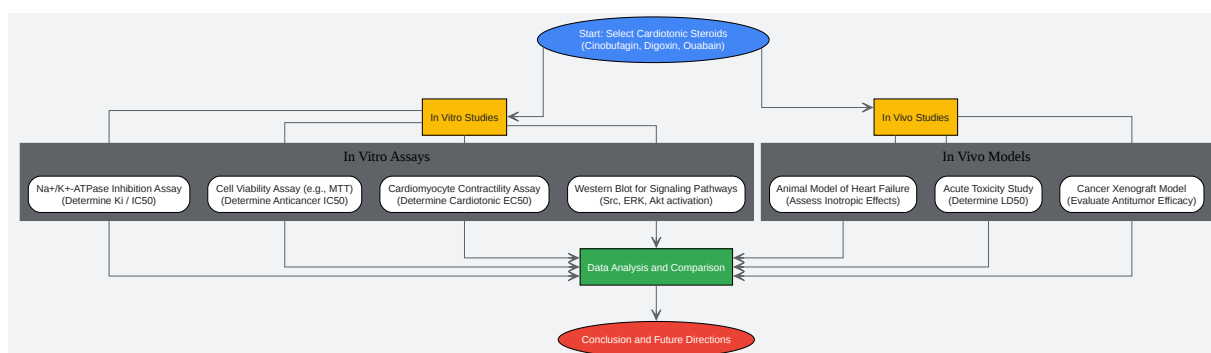 Start: Select Cardiotonic Steroids
(Cinobufagin, Digoxin, Ouabain)
In Vitro Studies
In Vivo Studies
In Vitro Assays
In Vivo Models
Na+/K+-ATPase Inhibition Assay
(Determine Ki / IC50)
Cell Viability Assay (e.g., MTT)
(Determine Anticancer IC50)
Cardiomyocyte Contractility Assay
(Determine Cardiotonic EC50)
Western Blot for Signaling Pathways
(Src, ERK, Akt activation)
Animal Model of Heart Failure
(Assess Inotropic Effects)
Acute Toxicity Study
(Determine LD50)
Cancer Xenograft Model
(Evaluate Antitumor Efficacy)
Data Analysis and Comparison
Conclusion and Future Directions